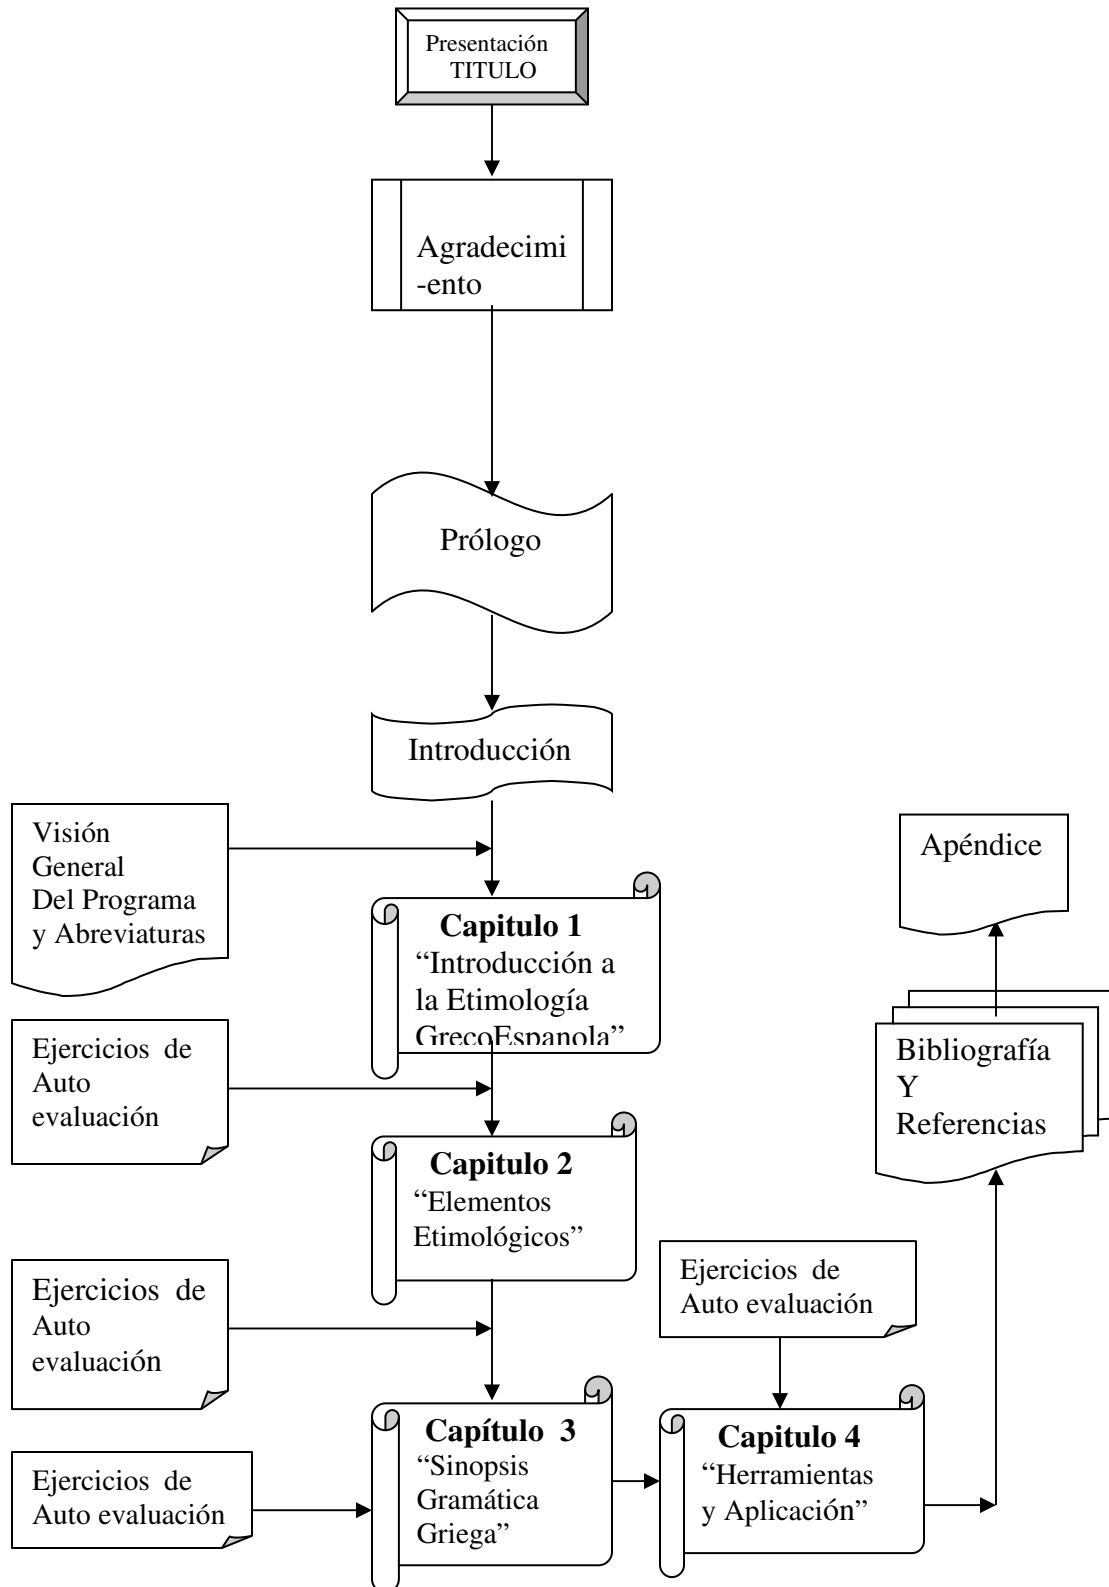 Presentación
TITULO
Agradecimi
-ento
Prólogo
Introducción
Visión
General
Del Programa
y Abreviaturas
Capitulo 1
“Introducción a
la Etimología
GrecoEspanola”
Ejercicios de
Auto
evaluación
Capitulo 2
“Elementos
Etimológicos”
Ejercicios de
Auto
evaluación
Capítulo 3
“Sinopsis
Gramática
Griega”
Ejercicios de
Auto evaluación
Ejercicios de
Auto evaluación
Capitulo 4
“Herramientas
y Aplicación”
Bibliografía
Y
Referencias
Apéndice